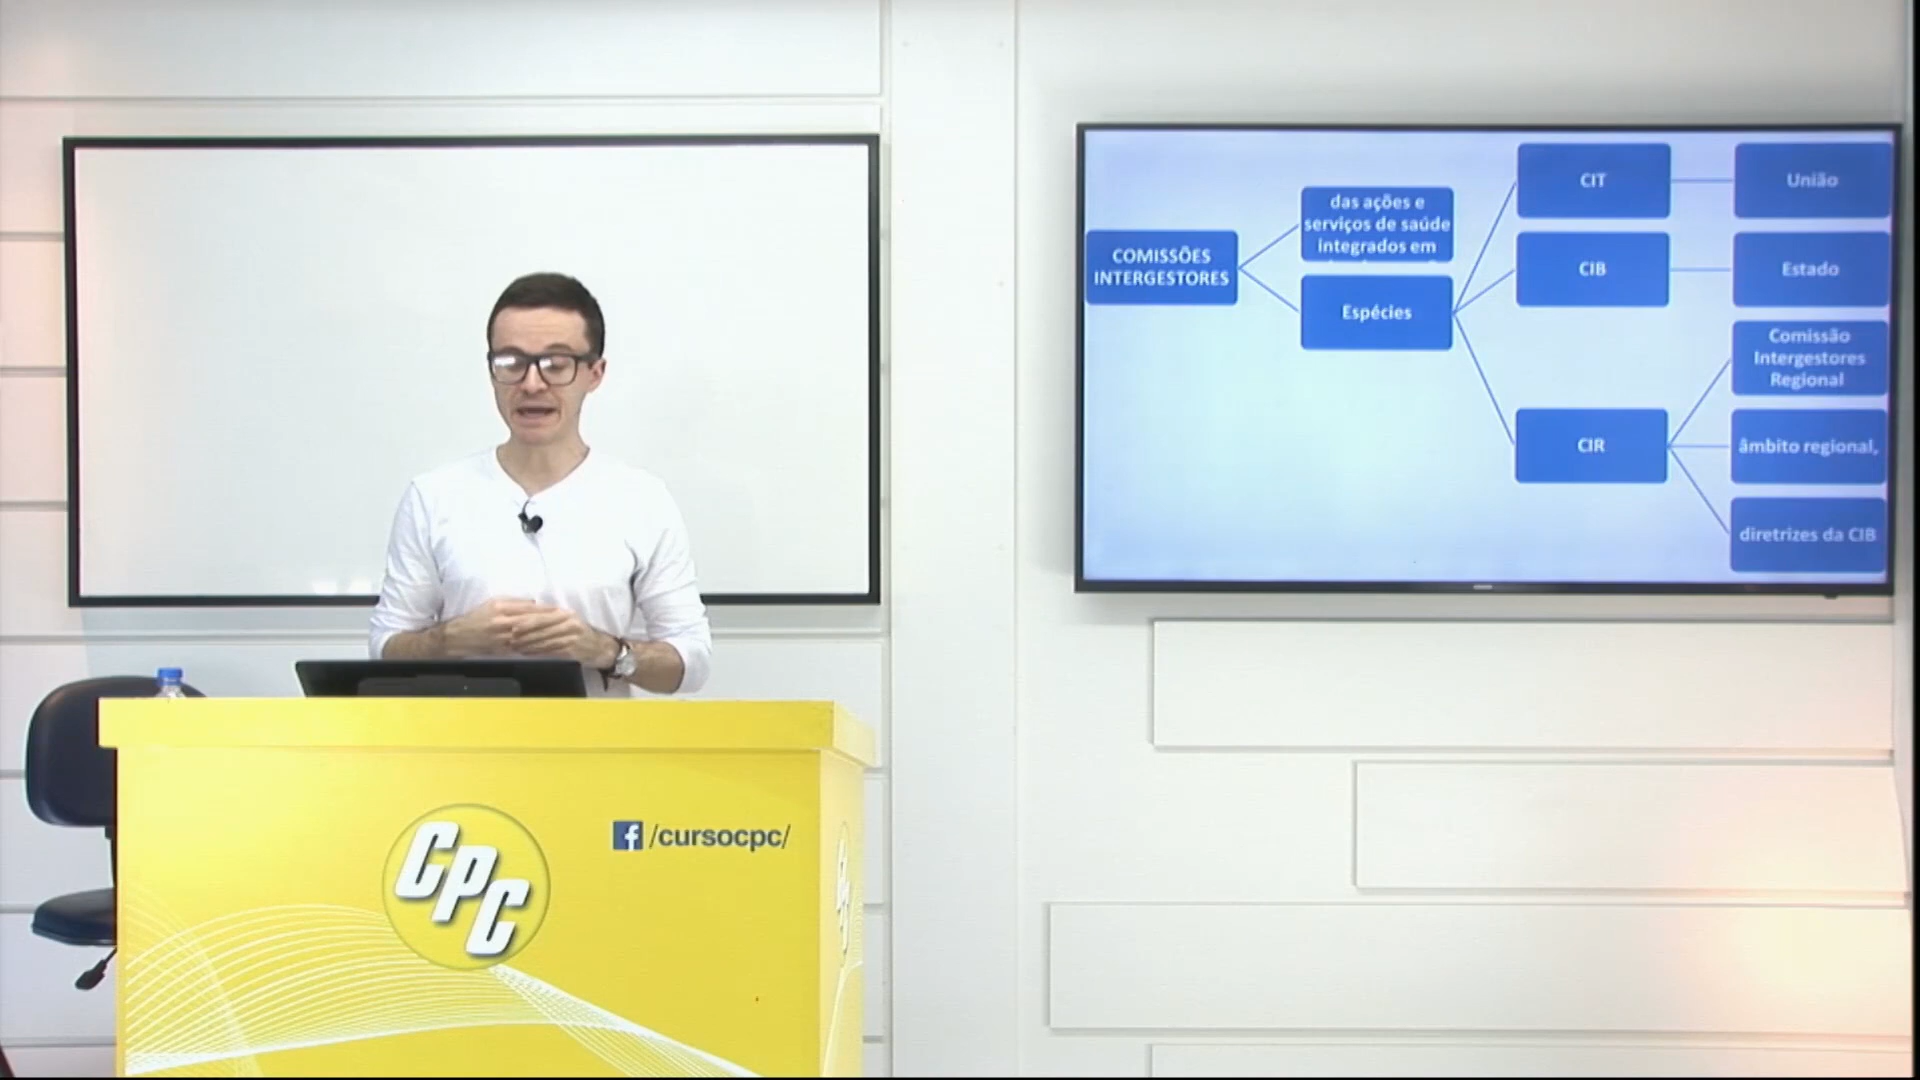 COMISSÕES
INTERGESTORES
das ações e
serviços de saúde
integrados em
Espécies
CIT
União
CIB
Estado
CIR
Comissão
Intergestores
Regional
âmbito regional,
diretrizes da CIB
CPC
/cursocpc/